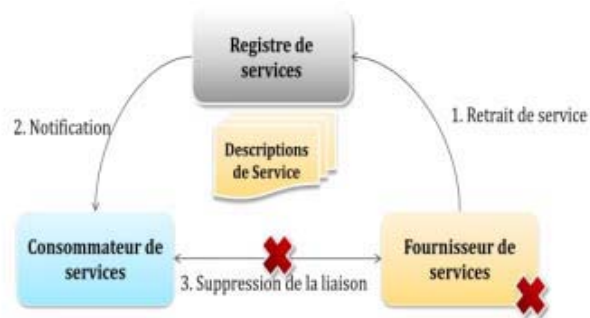 Registre de
services
2. Notification
1. Retrait de service
Descriptions
de Service
Consommateur de
services
Fournisseur de
services
3. Suppression de la liaison